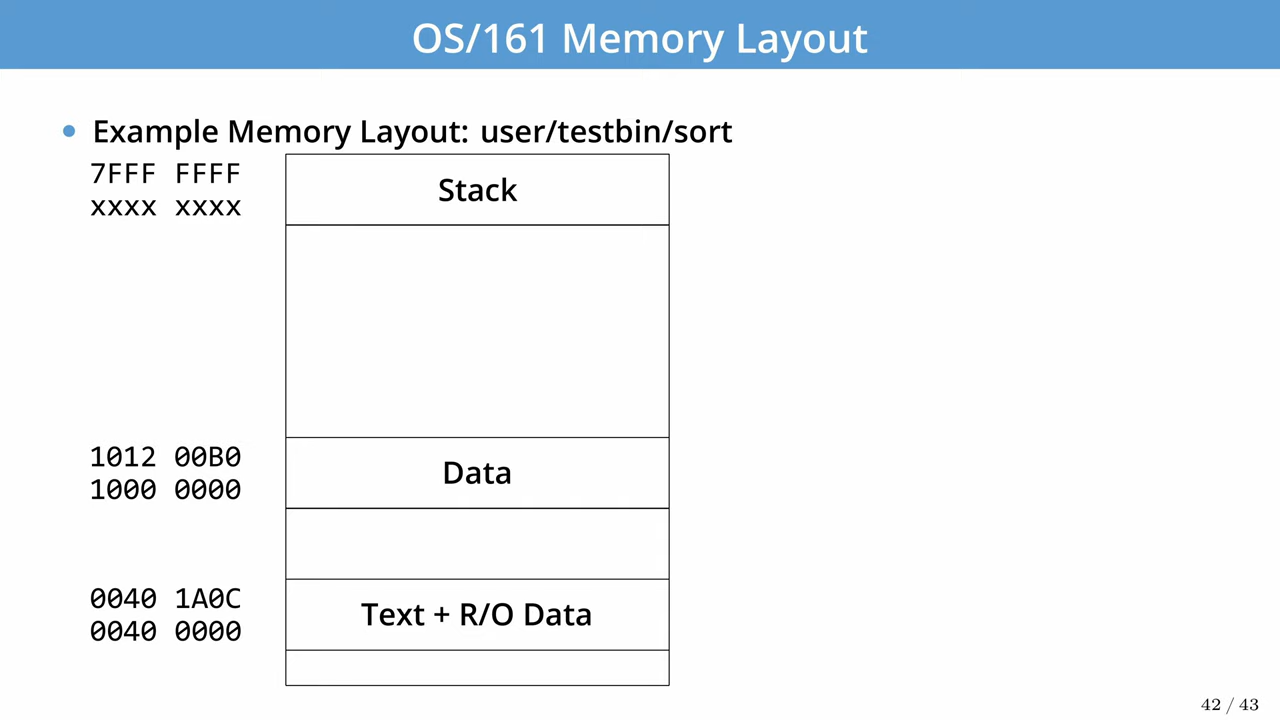 OS/161 Memory Layout
Example Memory Layout: user/testbin/sort
7FFF FFFF
xxxx xxxx
Stack
1012 00B0
1000 0000
Data
0040 1A0C
0040 0000
Text + R/O Data
42 / 43